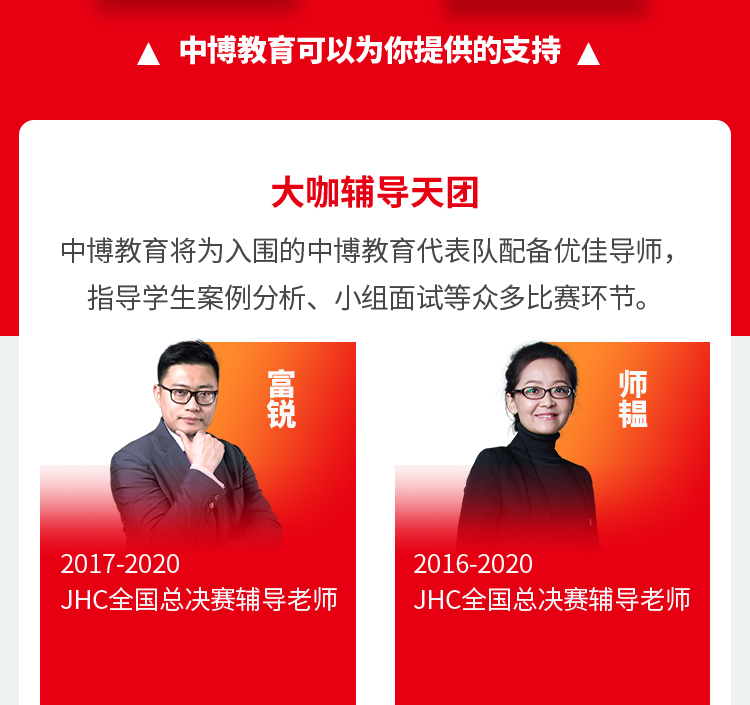 ▲ 中博教育可以为你提供的支持 ▲
大咖辅导天团
中博教育将为入围的中博教育代表队配备优佳导师，
指导学生案例分析、小组面试等众多比赛环节。
富锐
师韫
2017-2020
JHC全国总决赛辅导老师
2016-2020
JHC全国总决赛辅导老师